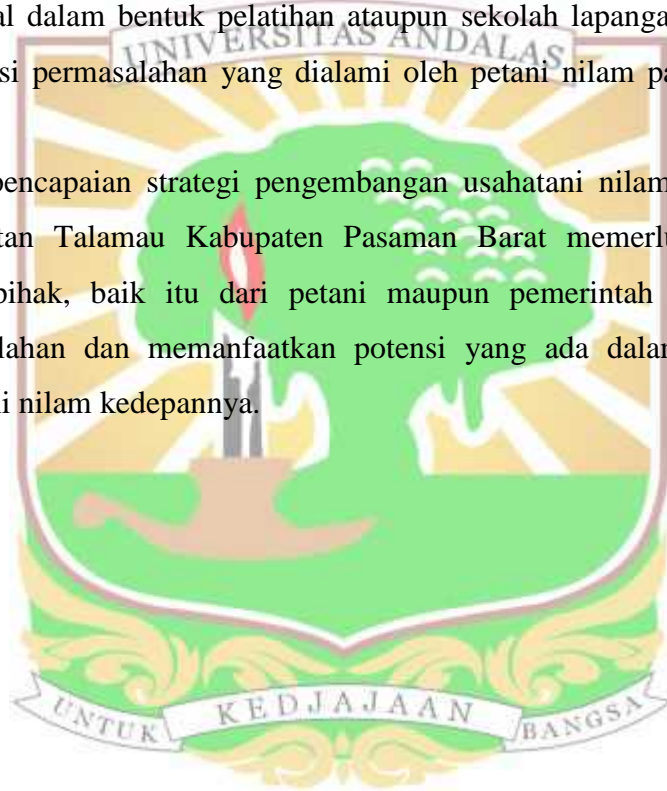 al dalam bentuk pelatihan ataupun sekolah lapanga
UNIVERSITAS ANDALAS
si permasalahan yang dialami oleh petani nilam pa
pencapaian strategi pengembangan usahatani nilam
tan Talamau Kabupaten Pasaman Barat memerlu
pihak, baik itu dari petani maupun pemerintah
lahan dan memanfaatkan potensi yang ada dalan
i nilam kedepannya.
UNTUK KEDJAJAAN BANGSA